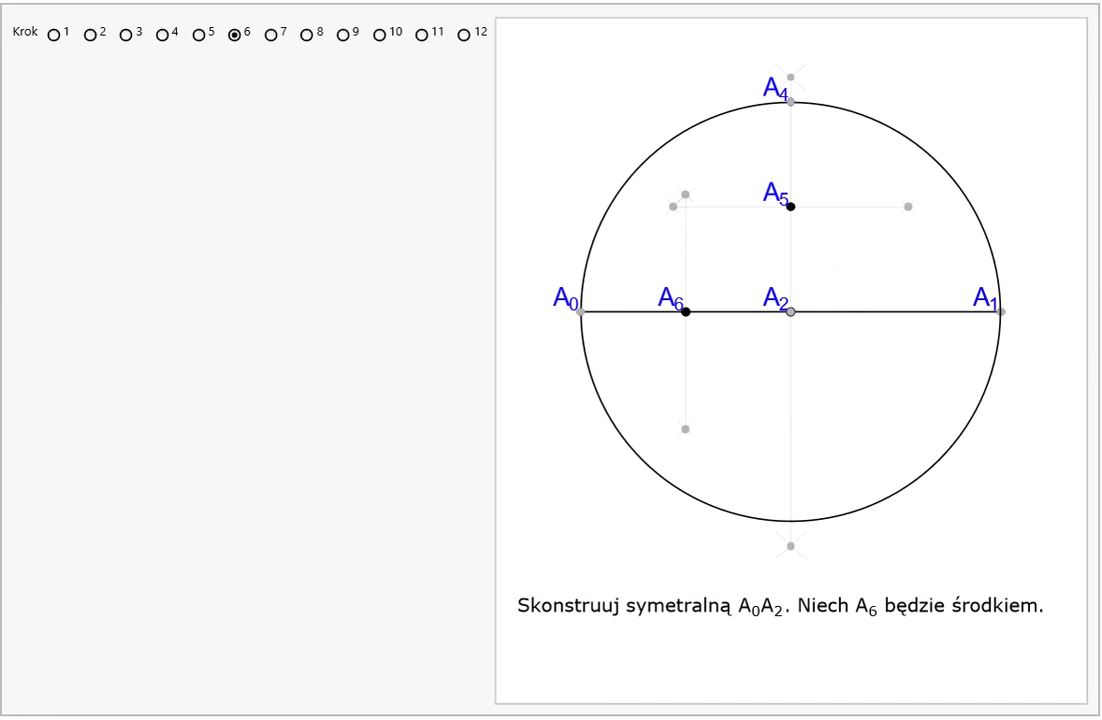 Krok 1 2 3 4 5 6 7 8 9 10 11 12
A₄
A₅
A₀ A₆ A₂ A₁
Skonstruuj symetralną A₀A₂. Niech A₆ będzie środkiem.